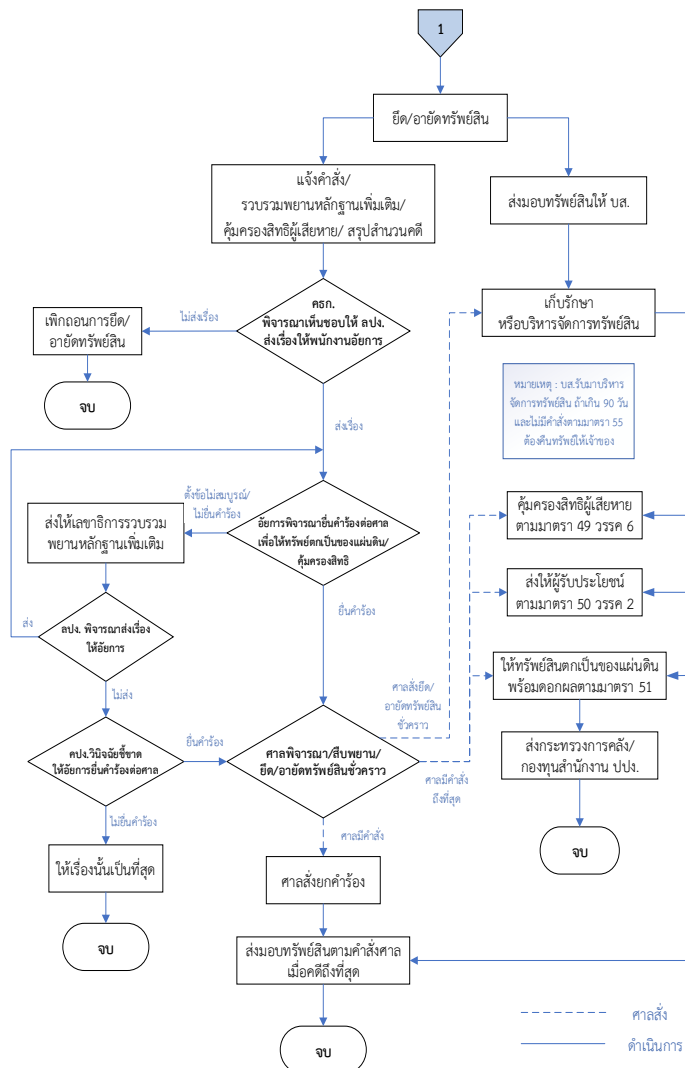 1
ยึด/อายัดทรัพย์สิน
แจ้งคำสั่ง/
รวบรวมพยานหลักฐานเพิ่มเติม/
คุ้มครองสิทธิผู้เสียหาย/ สรุปสำนวนคดี
ส่งมอบทรัพย์สินให้ บส.
คธก.
พิจารณาเห็นชอบให้ ลปง.
ส่งเรื่องให้พนักงานอัยการ
ไม่ส่งเรื่อง
เพิกถอนการยึด/
อายัดทรัพย์สิน
จบ
เก็บรักษา
หรือบริหารจัดการทรัพย์สิน
หมายเหตุ : บส.รับมาบริหาร
จัดการทรัพย์สิน ถ้าเกิน 90 วัน
และไม่มีคำสั่งตามมาตรา 55
ต้องคืนทรัพย์ให้เจ้าของ
ส่งเรื่อง
ตั้งข้อไม่สมบูรณ์/
ไม่ยื่นคำร้อง
ส่งให้เลขาธิการรวบรวม
พยานหลักฐานเพิ่มเติม
อัยการพิจารณายื่นคำร้องต่อศาล
เพื่อให้ทรัพย์ตกเป็นของแผ่นดิน/
คุ้มครองสิทธิ
คุ้มครองสิทธิผู้เสียหาย
ตามมาตรา 49 วรรค 6
ส่งให้ผู้รับประโยชน์
ตามมาตรา 50 วรรค 2
ส่ง
ลปง. พิจารณาส่งเรื่อง
ให้อัยการ
ยื่นคำร้อง
ไม่ส่ง
ศาลสั่งยึด/
อายัดทรัพย์สิน
ชั่วคราว
ให้ทรัพย์สินตกเป็นของแผ่นดิน
พร้อมดอกผลตามมาตรา 51
คปง.วินิจฉัยชี้ขาด
ให้อัยการยื่นคำร้องต่อศาล
ยื่นคำร้อง
ศาลพิจารณา/สืบพยาน/
ยึด/อายัดทรัพย์สินชั่วคราว
ศาลมีคำสั่ง
ถึงที่สุด
ส่งกระทรวงการคลัง/
กองทุนสำนักงาน ปปง.
จบ
ไม่ยื่นคำร้อง
ศาลมีคำสั่ง
ให้เรื่องนั้นเป็นที่สุด
ศาลสั่งยกคำร้อง
จบ
ส่งมอบทรัพย์สินตามคำสั่งศาล
เมื่อคดีถึงที่สุด
จบ
ศาลสั่ง
ดำเนินการ